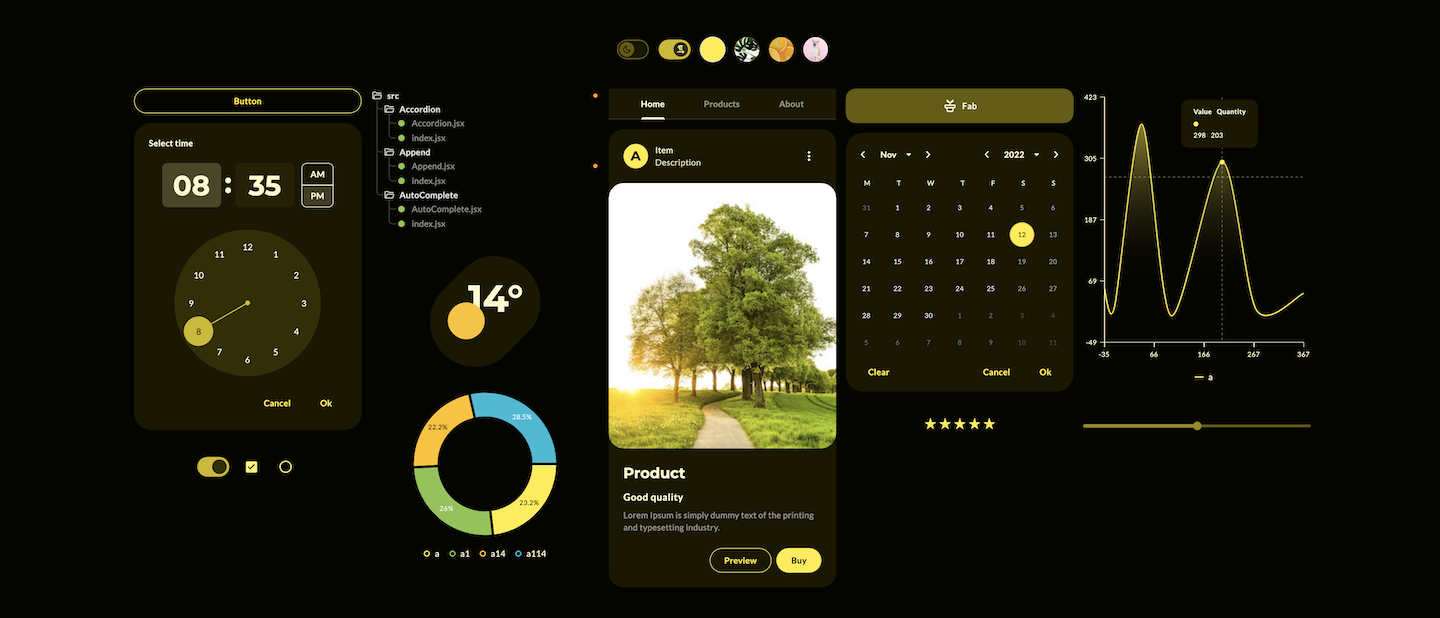 Button
Select time
08 : 35
AM
PM
12
11 1
10 2
9 3
8 4
7 5
6
Cancel Ok
src
Accordion
Accordion.jsx
index.jsx
Append
Append.jsx
index.jsx
AutoComplete
AutoComplete.jsx
index.jsx
14°
28.5%
22.2%
26%
23.2%
a a1 a14 a114
Home Products About
A
Item
Description
Product
Good quality
Lorem Ipsum is simply dummy text of the printing
and typesetting industry.
Preview Buy
Fab
Nov 2022
M T W T F S S
31 1 2 3 4 5 6
7 8 9 10 11 12 13
14 15 16 17 18 19 20
21 22 23 24 25 26 27
28 29 30 1 2 3 4
5 6 7 8 9 10 11
Clear Cancel Ok
423
305
187
69
-49
-35 66 166 267 367
Value Quantity
298 203
a